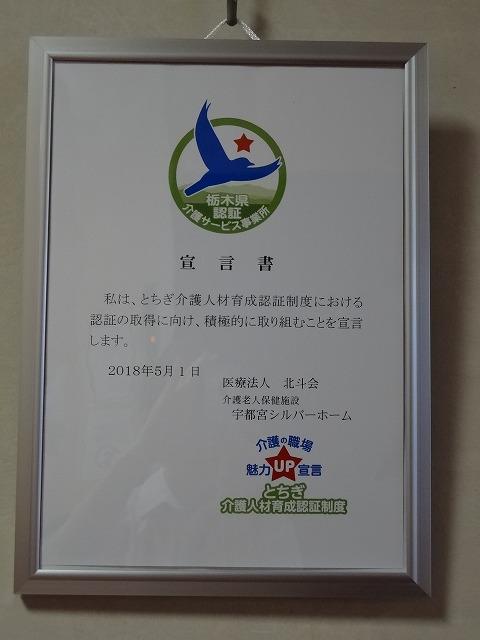 栃木県
認証
介護サービス事業所
宣言書
私は、とちぎ介護人材育成認証制度における
認証の取得に向け、積極的に取り組むことを宣言
します。
2018年5月1日
医療法人 北斗会
介護老人保健施設
宇都宮シルバーホーム
介護の職場
魅力UP宣言
とちぎ
介護人材育成認証制度